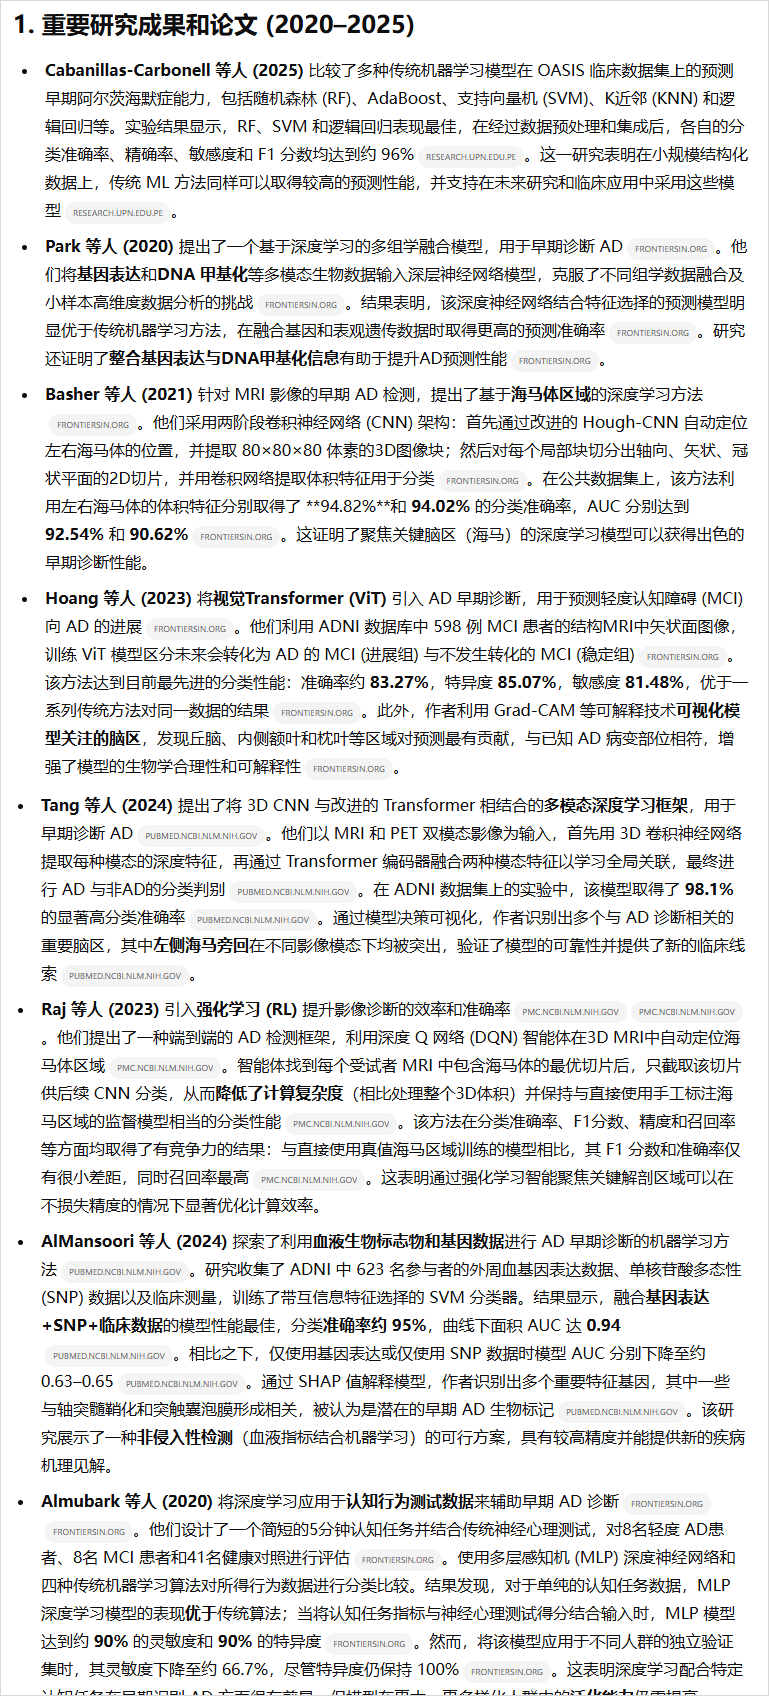 1. 重要研究成果和论文 (2020–2025)
• Cabanillas-Carbonell 等人 (2025) 比较了多种传统机器学习模型在 OASIS 临床数据集上的预测
早期阿尔茨海默症能力，包括随机森林 (RF)、AdaBoost、支持向量机 (SVM)、K近邻 (KNN) 和逻
辑回归等。实验结果显示，RF、SVM 和逻辑回归表现最佳，在经过数据预处理和集成后，各自的分
类准确率、精确率、敏感度和 F1 分数均达到约 96% RESEARCH.UPN.EDU.PE 。这一研究表明在小规模结构化
数据上，传统 ML 方法同样可以取得较高的预测性能，并支持在未来研究和临床应用中采用这些模
型 RESEARCH.UPN.EDU.PE 。
• Park 等人 (2020) 提出了一个基于深度学习的多组学融合模型，用于早期诊断 AD FRONTIERSIN.ORG 。他
们将基因表达和DNA 甲基化等多模态生物数据输入深层神经网络模型，克服了不同组学数据融合及
小样本高维度数据分析的挑战 FRONTIERSIN.ORG 。结果表明，该深度神经网络结合特征选择的预测模型明
显优于传统机器学习方法，在融合基因和表观遗传数据时取得更高的预测准确率 FRONTIERSIN.ORG 。研究
还证明了整合基因表达与DNA甲基化信息有助于提升AD预测性能 FRONTIERSIN.ORG 。
• Basher 等人 (2021) 针对 MRI 影像的早期 AD 检测，提出了基于海马体区域的深度学习方法
FRONTIERSIN.ORG 。他们采用两阶段卷积神经网络 (CNN) 架构：首先通过改进的 Hough-CNN 自动定位
左右海马体的位置，并提取 80×80×80 体素的3D图像块；然后对每个局部块切分出轴向、矢状、冠
状平面的2D切片，并用卷积网络提取体积特征用于分类 FRONTIERSIN.ORG 。在公共数据集上，该方法利
用左右海马体的体积特征分别取得了 **94.82%**和 94.02% 的分类准确率，AUC 分别达到
92.54% 和 90.62% FRONTIERSIN.ORG 。这证明了聚焦关键脑区（海马）的深度学习模型可以获得出色的
早期诊断性能。
• Hoang 等人 (2023) 将视觉Transformer (ViT) 引入 AD 早期诊断，用于预测轻度认知障碍 (MCI)
向 AD 的进展 FRONTIERSIN.ORG 。他们利用 ADNI 数据库中 598 例 MCI 患者的结构MRI中矢状面图像，
训练 ViT 模型区分未来会转化为 AD 的 MCI (进展组) 与不发生转化的 MCI (稳定组) FRONTIERSIN.ORG 。
该方法达到目前最先进的分类性能：准确率约 83.27%，特异度 85.07%，敏感度 81.48%，优于一
系列传统方法对同一数据的结果 FRONTIERSIN.ORG 。此外，作者利用 Grad-CAM 等可解释技术可视化模
型关注的脑区，发现丘脑、内侧额叶和枕叶等区域对预测最有贡献，与已知 AD 病变部位相符，增
强了模型的生物学合理性和可解释性 FRONTIERSIN.ORG 。
• Tang 等人 (2024) 提出了将 3D CNN 与改进的 Transformer 相结合的多模态深度学习框架，用于
早期诊断 AD PUBMED.NCBI.NLM.NIH.GOV 。他们以 MRI 和 PET 双模态影像为输入，首先用 3D 卷积神经网络
提取每种模态的深度特征，再通过 Transformer 编码器融合两种模态特征以学习全局关联，最终进
行 AD 与非AD的分类判别 PUBMED.NCBI.NLM.NIH.GOV 。在 ADNI 数据集上的实验中，该模型取得了 98.1%
的显著高分类准确率 PUBMED.NCBI.NLM.NIH.GOV 。通过模型决策可视化，作者识别出多个与 AD 诊断相关的
重要脑区，其中左侧海马旁回在不同影像模态下均被突出，验证了模型的可靠性并提供了新的临床线
索 PUBMED.NCBI.NLM.NIH.GOV 。
• Raj 等人 (2023) 引入强化学习 (RL) 提升影像诊断的效率和准确率 PMC.NCBI.NLM.NIH.GOV PMC.NCBI.NLM.NIH.GOV
。他们提出了一种端到端的 AD 检测框架，利用深度 Q 网络 (DQN) 智能体在3D MRI中自动定位海
马体区域 PMC.NCBI.NLM.NIH.GOV 。智能体找到每个受试者 MRI 中包含海马体的最优切片后，只截取该切片
供后续 CNN 分类，从而降低了计算复杂度（相比处理整个3D体积）并保持与直接使用手工标注海
马区域的监督模型相当的分类性能 PMC.NCBI.NLM.NIH.GOV 。该方法在分类准确率、F1分数、精度和召回率
等方面均取得了有竞争力的结果：与直接使用真值海马区域训练的模型相比，其 F1 分数和准确率仅
有很小差距，同时召回率最高 PMC.NCBI.NLM.NIH.GOV 。这表明通过强化学习智能聚焦关键解剖区域可以在
不损失精度的情况下显著优化计算效率。
• AlMansoori 等人 (2024) 探索了利用血液生物标志物和基因数据进行 AD 早期诊断的机器学习方
法 PUBMED.NCBI.NLM.NIH.GOV 。研究收集了 ADNI 中 623 名参与者的外周血基因表达数据、单核苷酸多态性
(SNP) 数据以及临床测量，训练了带互信息特征选择的 SVM 分类器。结果显示，融合基因表达
+SNP+临床数据的模型性能最佳，分类准确率约 95%，曲线下面积 AUC 达 0.94
PUBMED.NCBI.NLM.NIH.GOV 。相比之下，仅使用基因表达或仅使用 SNP 数据时模型 AUC 分别下降至约
0.63–0.65 PUBMED.NCBI.NLM.NIH.GOV 。通过 SHAP 值解释模型，作者识别出多个重要特征基因，其中一些
与轴突髓鞘化和突触囊泡膜形成相关，被认为是潜在的早期 AD 生物标记 PUBMED.NCBI.NLM.NIH.GOV 。该研
究展示了一种非侵入性检测（血液指标结合机器学习）的可行方案，具有较高精度并能提供新的疾病
机理见解。
• Almubark 等人 (2020) 将深度学习应用于认知行为测试数据来辅助早期 AD 诊断 FRONTIERSIN.ORG
FRONTIERSIN.ORG 。他们设计了一个简短的5分钟认知任务并结合传统神经心理测试，对8名轻度 AD患
者、8名 MCI 患者和41名健康对照进行评估 FRONTIERSIN.ORG 。使用多层感知机 (MLP) 深度神经网络和
四种传统机器学习算法对所得行为数据进行分类比较。结果发现，对于单纯的认知任务数据，MLP
深度学习模型的表现优于传统算法；当将认知任务指标与神经心理测试得分结合输入时，MLP 模型
达到约 90% 的灵敏度和 90% 的特异度 FRONTIERSIN.ORG 。然而，将该模型应用于不同人群的独立验证
集时，其灵敏度下降至约 66.7%，尽管特异度仍保持 100% FRONTIERSIN.ORG 。这表明深度学习配合特定